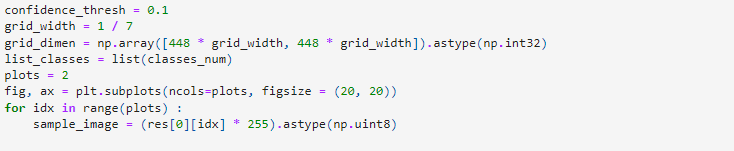 confidence_thresh = 0.1
grid_width = 1 / 7
grid_dimen = np.array([448 * grid_width, 448 * grid_width]).astype(np.int32)
list_classes = list(classes_num)
plots = 2
fig, ax = plt.subplots(ncols=plots, figsize = (20, 20))
for idx in range(plots) :
    sample_image = (res[0][idx] * 255).astype(np.uint8)